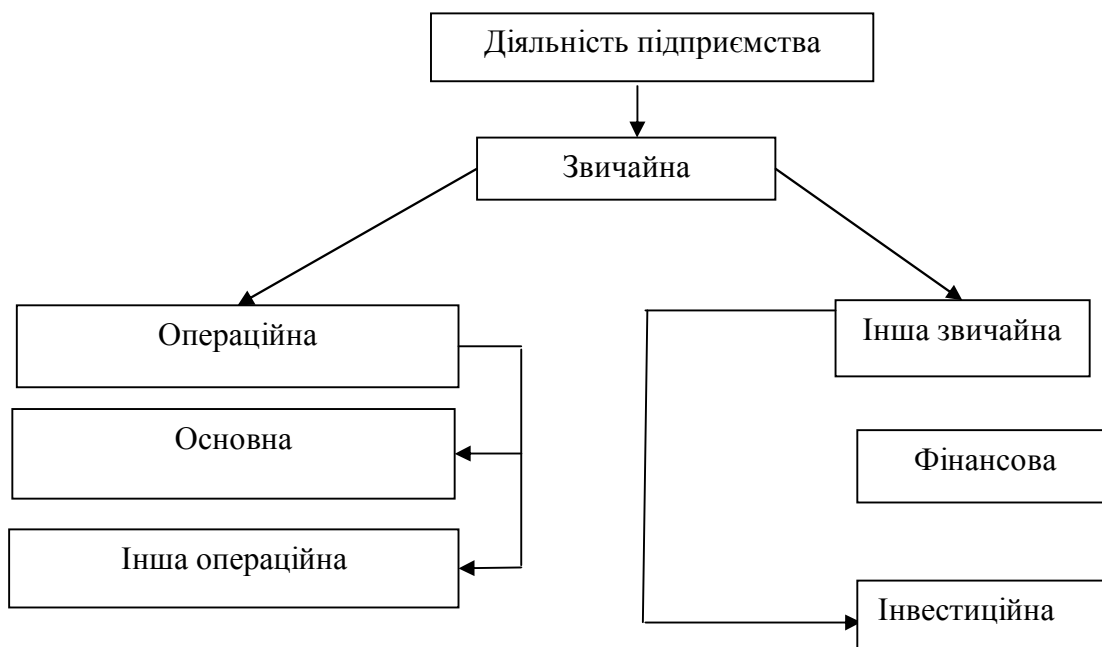 Діяльність підприємства
Звичайна
Операційна
Інша звичайна
Основна
Фінансова
Інша операційна
Інвестиційна